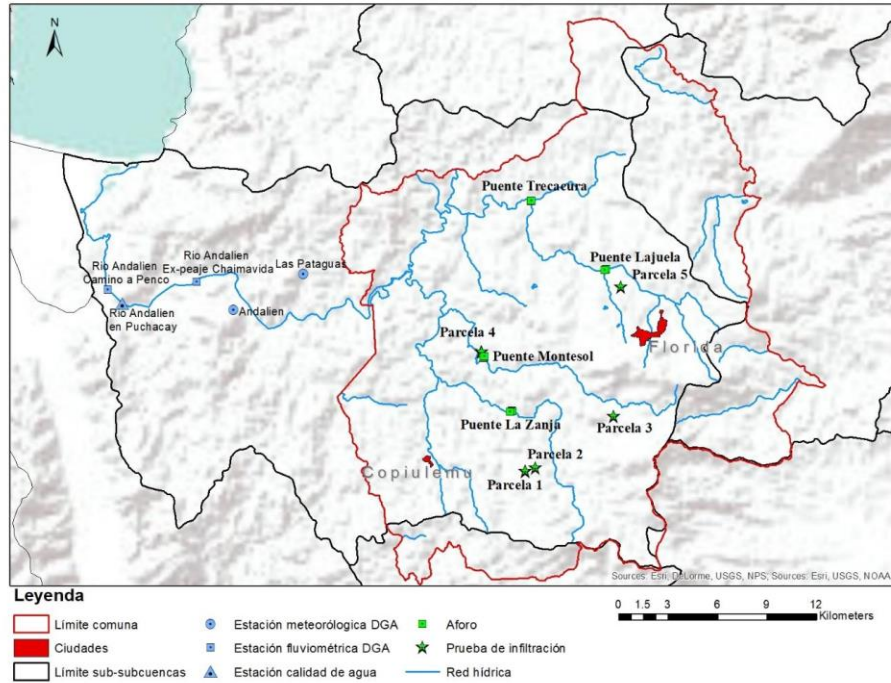 N
Puente Trecacura
Puente Lajuela
Parcela 5
Rio Andalien
Ex-peaje Chaimavida
Las Pataguas
Rio Andalien
Camino a Penco
Rio Andalien
en Puchacay
Andalien
Parcela 4
Puente Montesol
Florida
Puente La Zanja
Parcela 3
Copiulemu
Parcela 2
Parcela 1
Sources: Esri, DeLorme, USGS, NPS; Sources: Esri, USGS, NOAA
Leyenda
Límite comuna
Ciudades
Límite sub-subcuencas
Estación meteorólogica DGA
Estación fluviométrica DGA
Estación calidad de agua
Aforo
Prueba de infiltración
Red hídrica
0 1.5 3 6 9 12
Kilometers